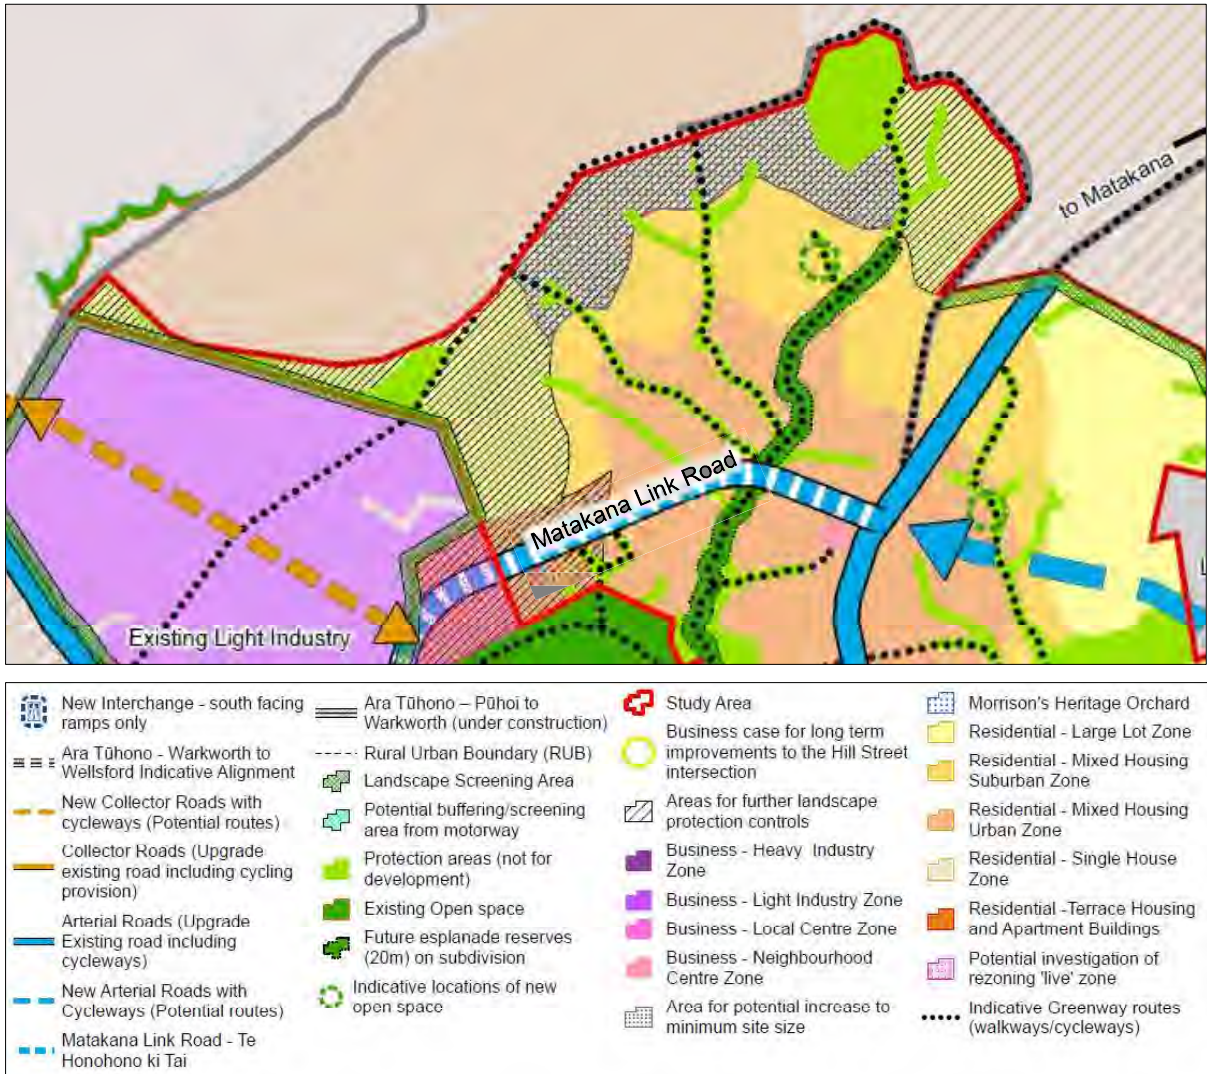 to Matakana
Matakana Link Road
Existing Light Industry
L
New Interchange - south facing
ramps only
Ara Tūhono - Warkworth to
Wellsford Indicative Alignment
New Collector Roads with
cycleways (Potential routes)
Collector Roads (Upgrade
existing road including cycling
provision)
Arterial Roads (Upgrade
Existing road including
cycleways)
New Arterial Roads with
Cycleways (Potential routes)
Matakana Link Road - Te
Honohono ki Tai
Ara Tūhono – Pūhoi to
Warkworth (under construction)
Rural Urban Boundary (RUB)
Landscape Screening Area
Potential buffering/screening
area from motorway
Protection areas (not for
development)
Existing Open space
Future esplanade reserves
(20m) on subdivision
Indicative locations of new
open space
Study Area
Business case for long term
improvements to the Hill Street
intersection
Areas for further landscape
protection controls
Business - Heavy Industry
Zone
Business - Light Industry Zone
Business - Local Centre Zone
Business - Neighbourhood
Centre Zone
Area for potential increase to
minimum site size
Morrison's Heritage Orchard
Residential - Large Lot Zone
Residential - Mixed Housing
Suburban Zone
Residential - Mixed Housing
Urban Zone
Residential - Single House
Zone
Residential -Terrace Housing
and Apartment Buildings
Potential investigation of
rezoning 'live' zone
Indicative Greenway routes
(walkways/cycleways)